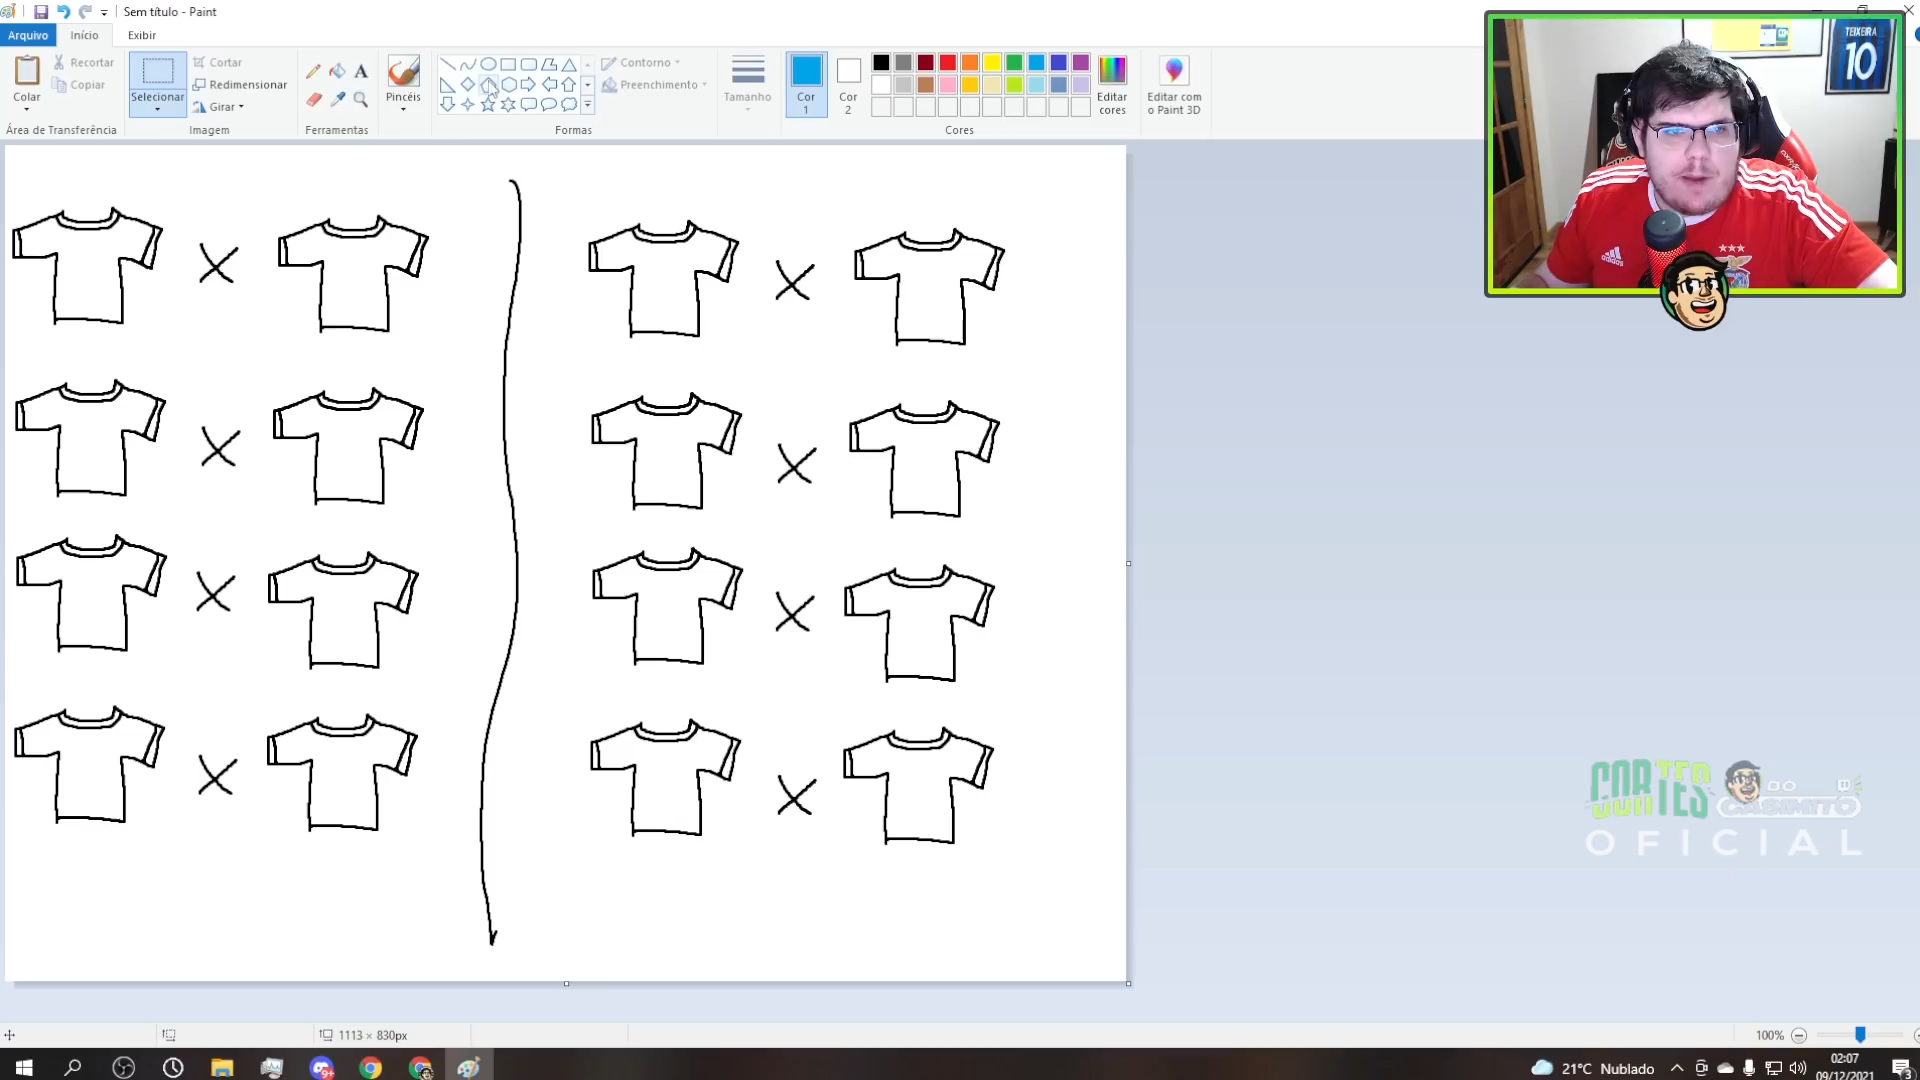 Sem título - Paint
Arquivo Início Exibir
Colar
Recortar
Copiar
Área de Transferência
Selecionar
Cortar
Redimensionar
Girar
Imagem
A
Ferramentas
Pincéis
Contorno
Preenchimento
Formas
Tamanho
Cor
1
Cor
2
Cores
Editar
cores
Editar com
o Paint 3D
TEIXEIRA
10
adidas
X X
X X
X X
X X
CORTES
DO
CASIMITO
OFICIAL
1113 × 830px
100%
21°C Nublado
02:07
09/12/2021
3